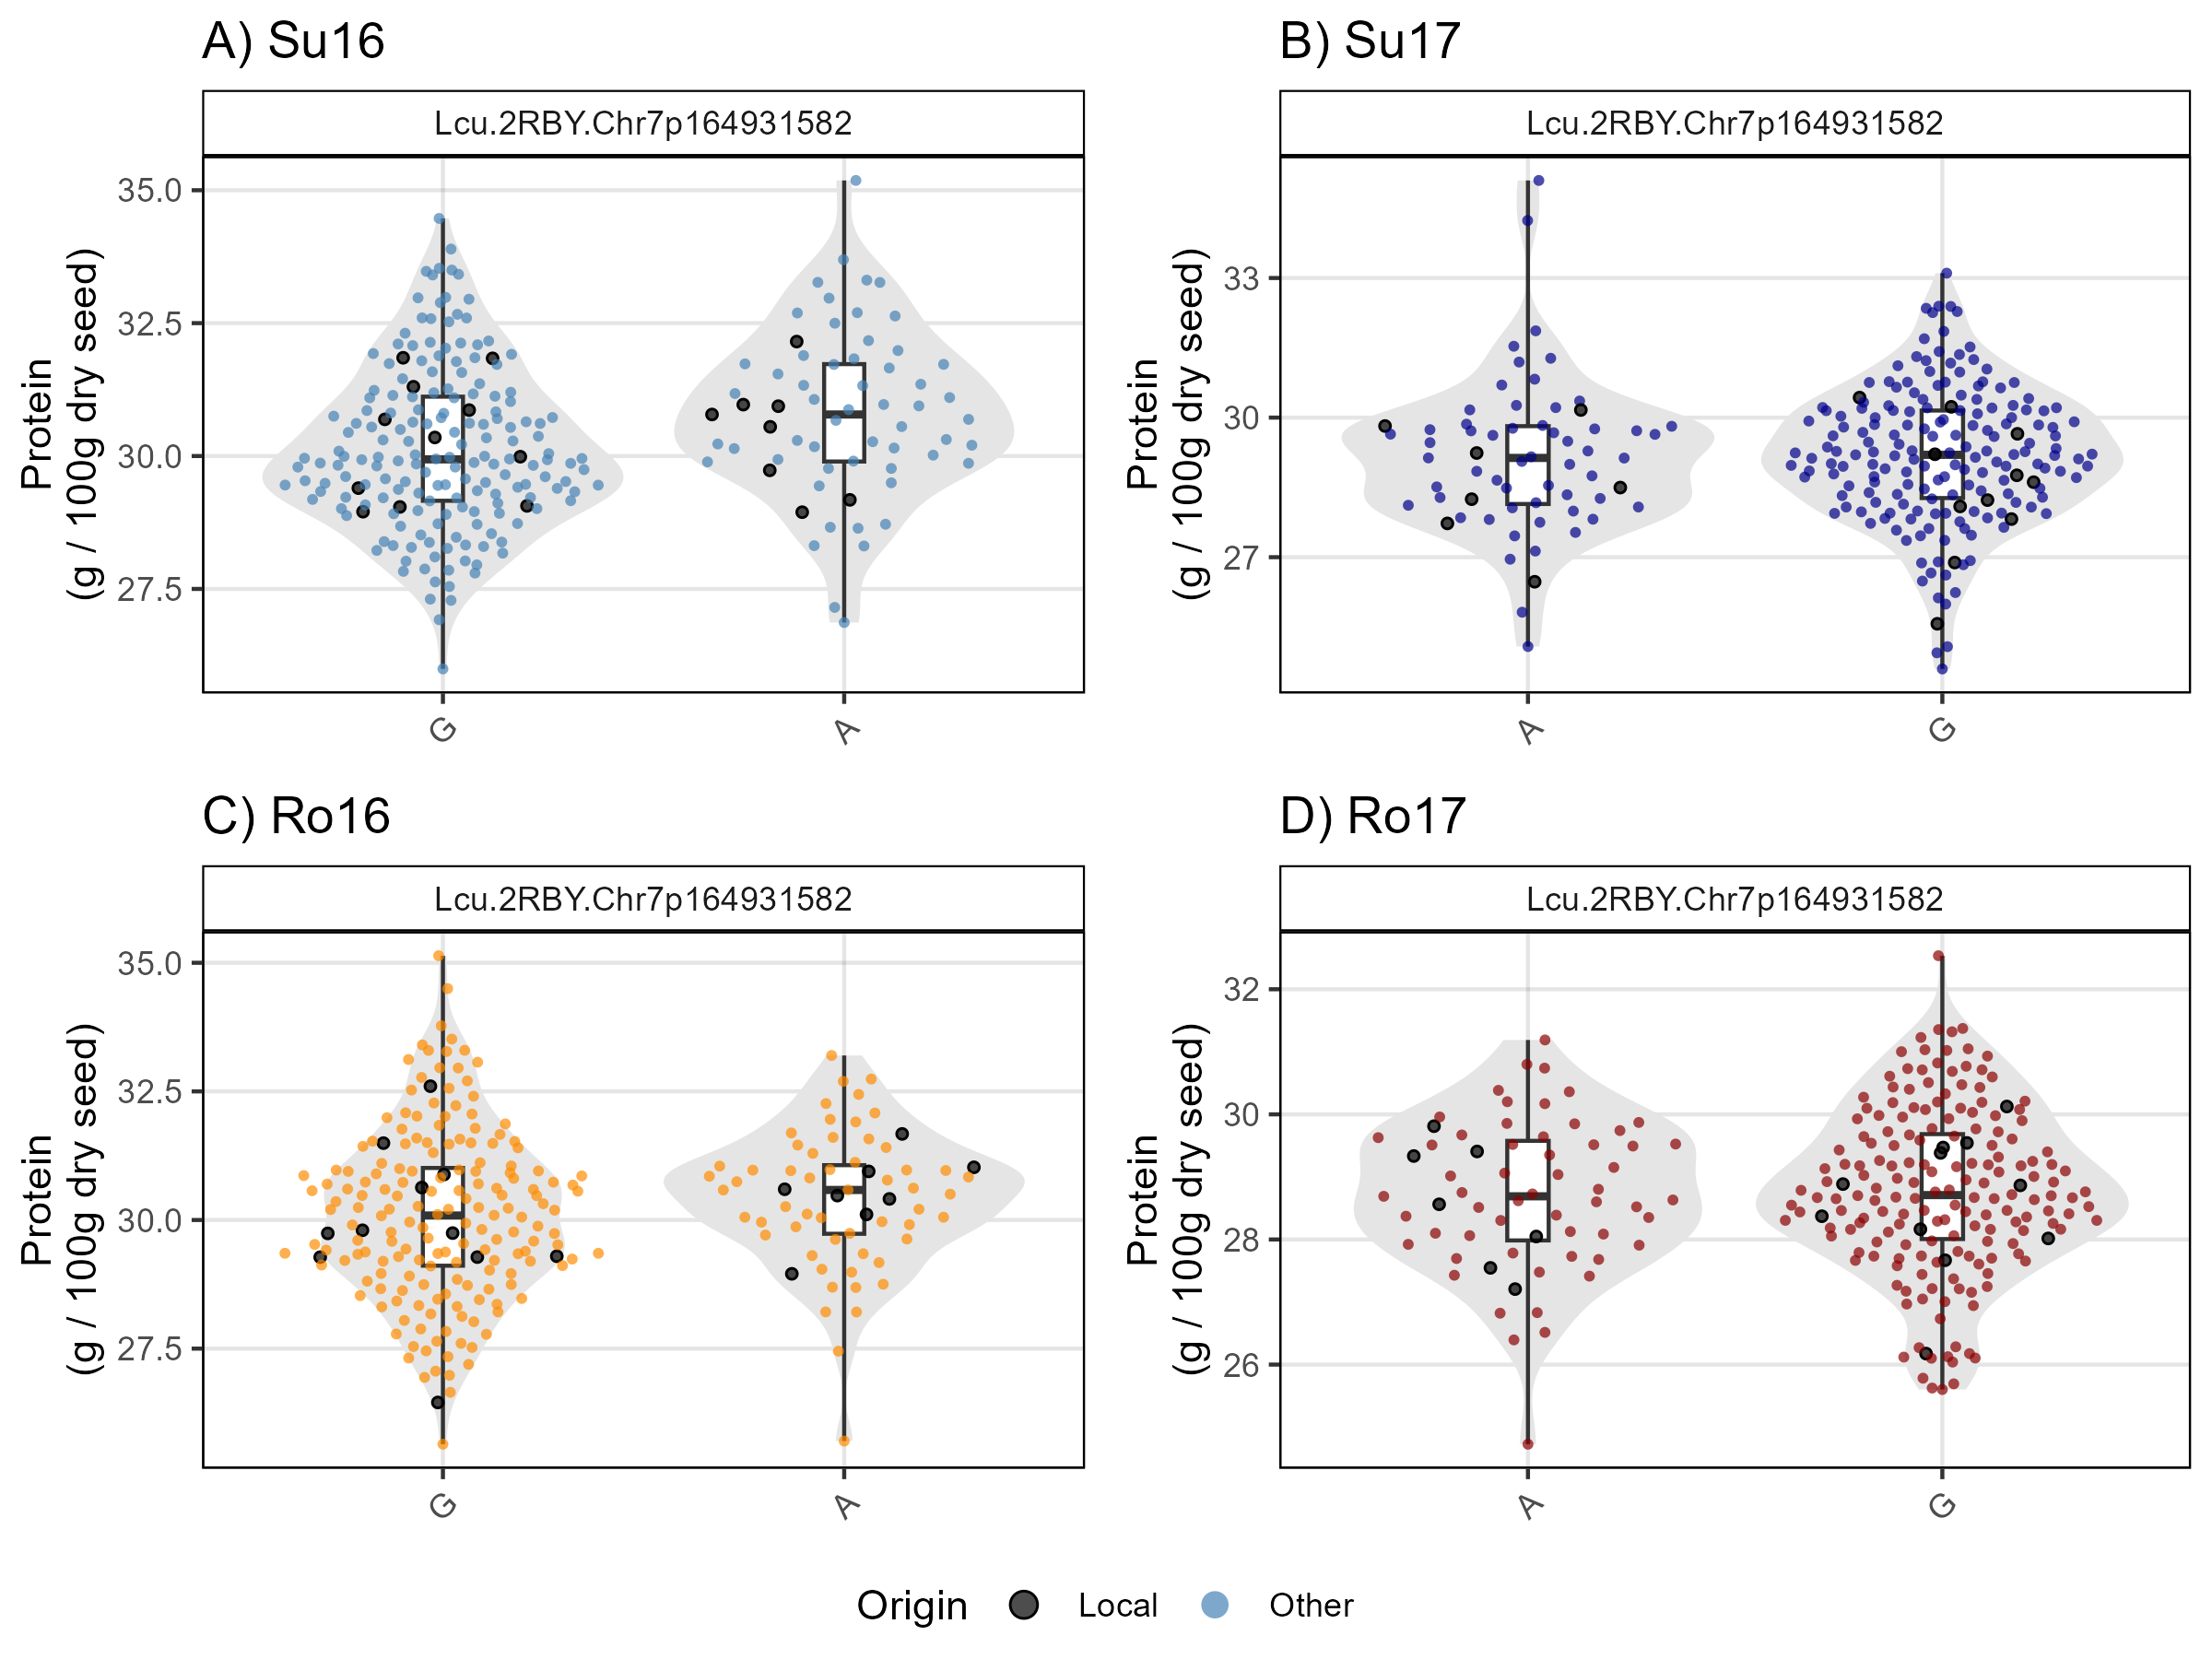 A) Su16
Lcu.2RBY.Chr7p164931582
Protein
(g / 100g dry seed)
35.0
32.5
30.0
27.5
G
A
B) Su17
Lcu.2RBY.Chr7p164931582
Protein
(g / 100g dry seed)
33
30
27
A
G
C) Ro16
Lcu.2RBY.Chr7p164931582
Protein
(g / 100g dry seed)
35.0
32.5
30.0
27.5
G
A
D) Ro17
Lcu.2RBY.Chr7p164931582
Protein
(g / 100g dry seed)
32
30
28
26
A
G
Origin Local Other